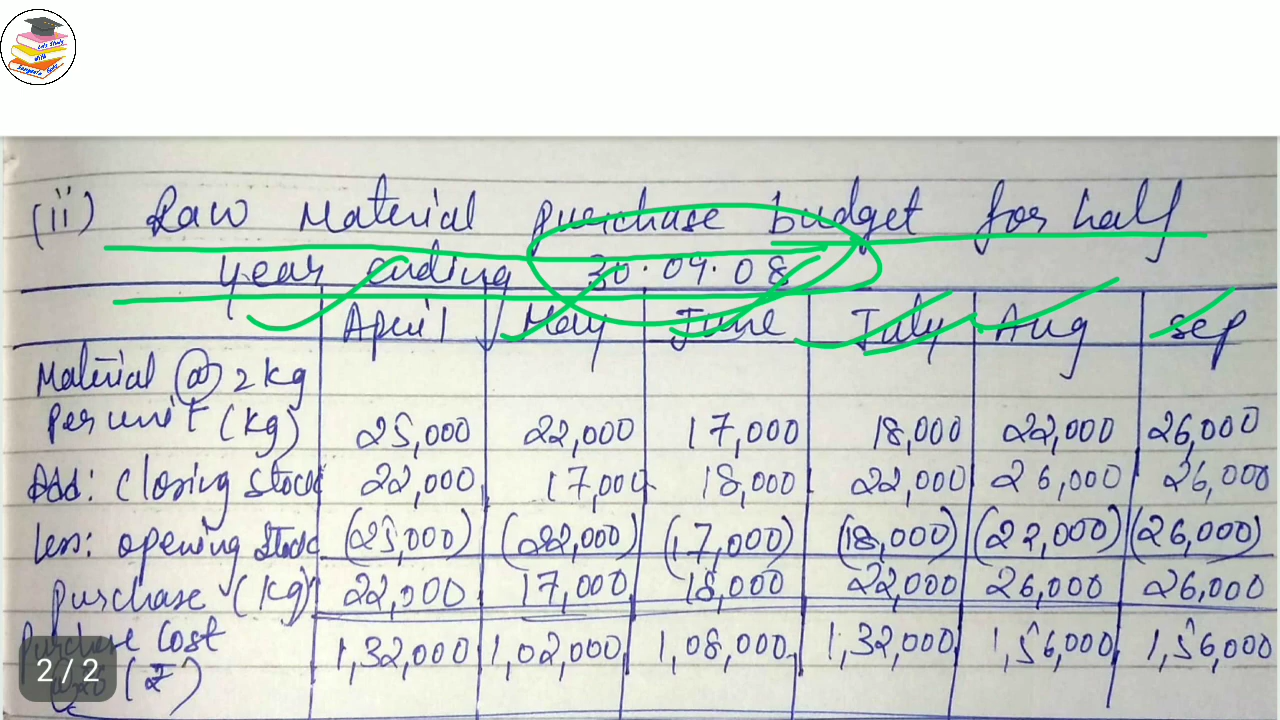 Let's Study
With
(ii) Raw Material purchase budget for half
year ending 30.09.08
April May June July Aug Sep
Material @ 2 kg
per unit (kg) 25,000 22,000 17,000 18,000 22,000 26,000
Add: Closing Stock 22,000 17,000 18,000 22,000 26,000 26,000
Less: opening Stock (25,000) (22,000) (17,000) (18,000) (22,000) (26,000)
purchase (kg) 22,000 17,000 18,000 22,000 26,000 26,000
purchase Cost 1,32,000 1,02,000 1,08,000 1,32,000 1,56,000 1,56,000
(₹)
2 / 2